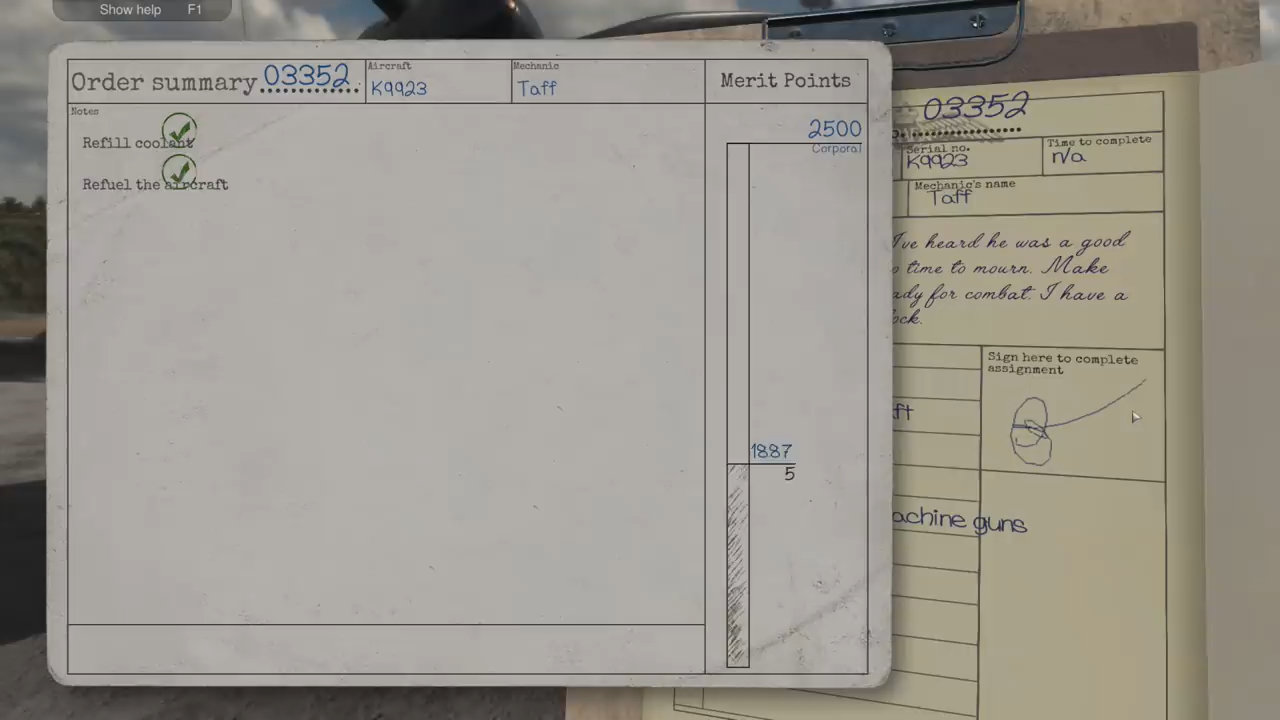 Show help F1
Order summary 03352
Aircraft
K9923
Mechanic
Taff
Merit Points
Notes
Refill coolant
Refuel the aircraft
2500
Corporal
1887
5
03352
Serial no.
K9923
Time to complete
n/a
Mechanic's name
Taff
I've heard he was a good
time to mourn. Make
ady for combat. I have a
ock.
Sign here to complete
assignment
ft
achine guns